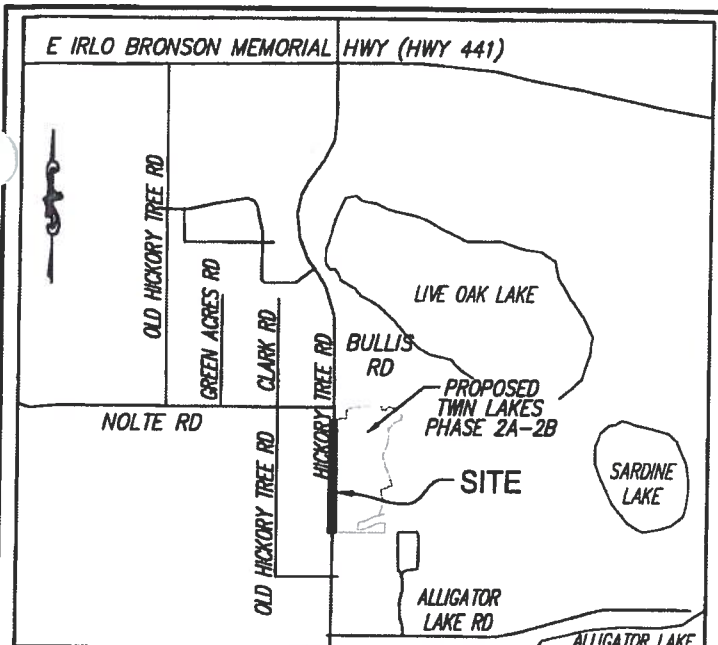 E IRLO BRONSON MEMORIAL HWY (HWY 441)
OLD HICKORY TREE RD
GREEN ACRES RD
CLARK RD
HICKORY TREE RD
LIVE OAK LAKE
BULLIS
RD
PROPOSED
TWIN LAKES
PHASE 2A-2B
NOLTE RD
OLD HICKORY TREE RD
SITE
SARDINE
LAKE
ALLIGATOR
LAKE RD
ALLIGATOR LAKE